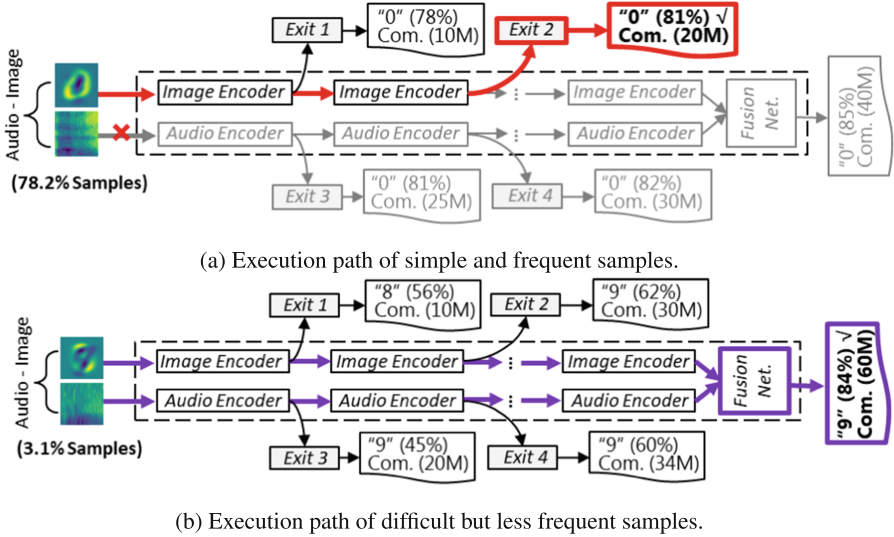 Exit 1
"0" (78%)
Com. (10M)
Exit 2
"0" (81%) √
Com. (20M)
Audio - Image
Image Encoder
Image Encoder
Image Encoder
Audio Encoder
Audio Encoder
Audio Encoder
Fusion
Net.
"0" (85%)
Com. (40M)
(78.2% Samples)
Exit 3
"0" (81%)
Com. (25M)
Exit 4
"0" (82%)
Com. (30M)
(a) Execution path of simple and frequent samples.
Exit 1
"8" (56%)
Com. (10M)
Exit 2
"9" (62%)
Com. (30M)
Audio - Image
Image Encoder
Image Encoder
Image Encoder
Audio Encoder
Audio Encoder
Audio Encoder
Fusion
Net.
"9" (84%) √
Com. (60M)
(3.1% Samples)
Exit 3
"9" (45%)
Com. (20M)
Exit 4
"9" (60%)
Com. (34M)
(b) Execution path of difficult but less frequent samples.